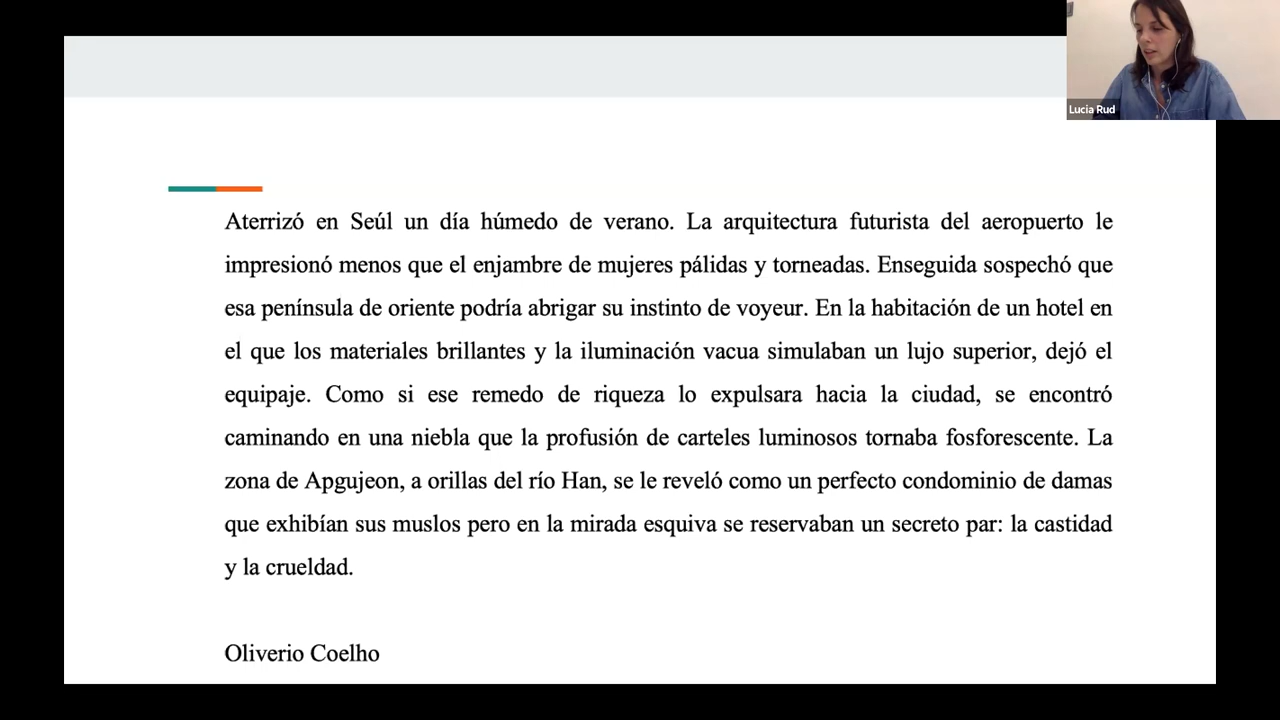 Lucia Rud
Aterrizó en Seúl un día húmedo de verano. La arquitectura futurista del aeropuerto le
impresionó menos que el enjambre de mujeres pálidas y torneadas. Enseguida sospechó que
esa península de oriente podría abrigar su instinto de voyeur. En la habitación de un hotel en
el que los materiales brillantes y la iluminación vacua simulaban un lujo superior, dejó el
equipaje. Como si ese remedo de riqueza lo expulsara hacia la ciudad, se encontró
caminando en una niebla que la profusión de carteles luminosos tornaba fosforescente. La
zona de Apgujeon, a orillas del río Han, se le reveló como un perfecto condominio de damas
que exhibían sus muslos pero en la mirada esquiva se reservaban un secreto par: la castidad
y la crueldad.
Oliverio Coelho